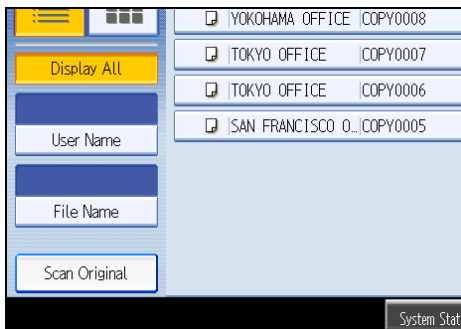 YOKOHAMA OFFICE COPY0008
TOKYO OFFICE COPY0007
TOKYO OFFICE COPY0006
SAN FRANCISCO O... COPY0005
Display All
User Name
File Name
Scan Original
System Stat